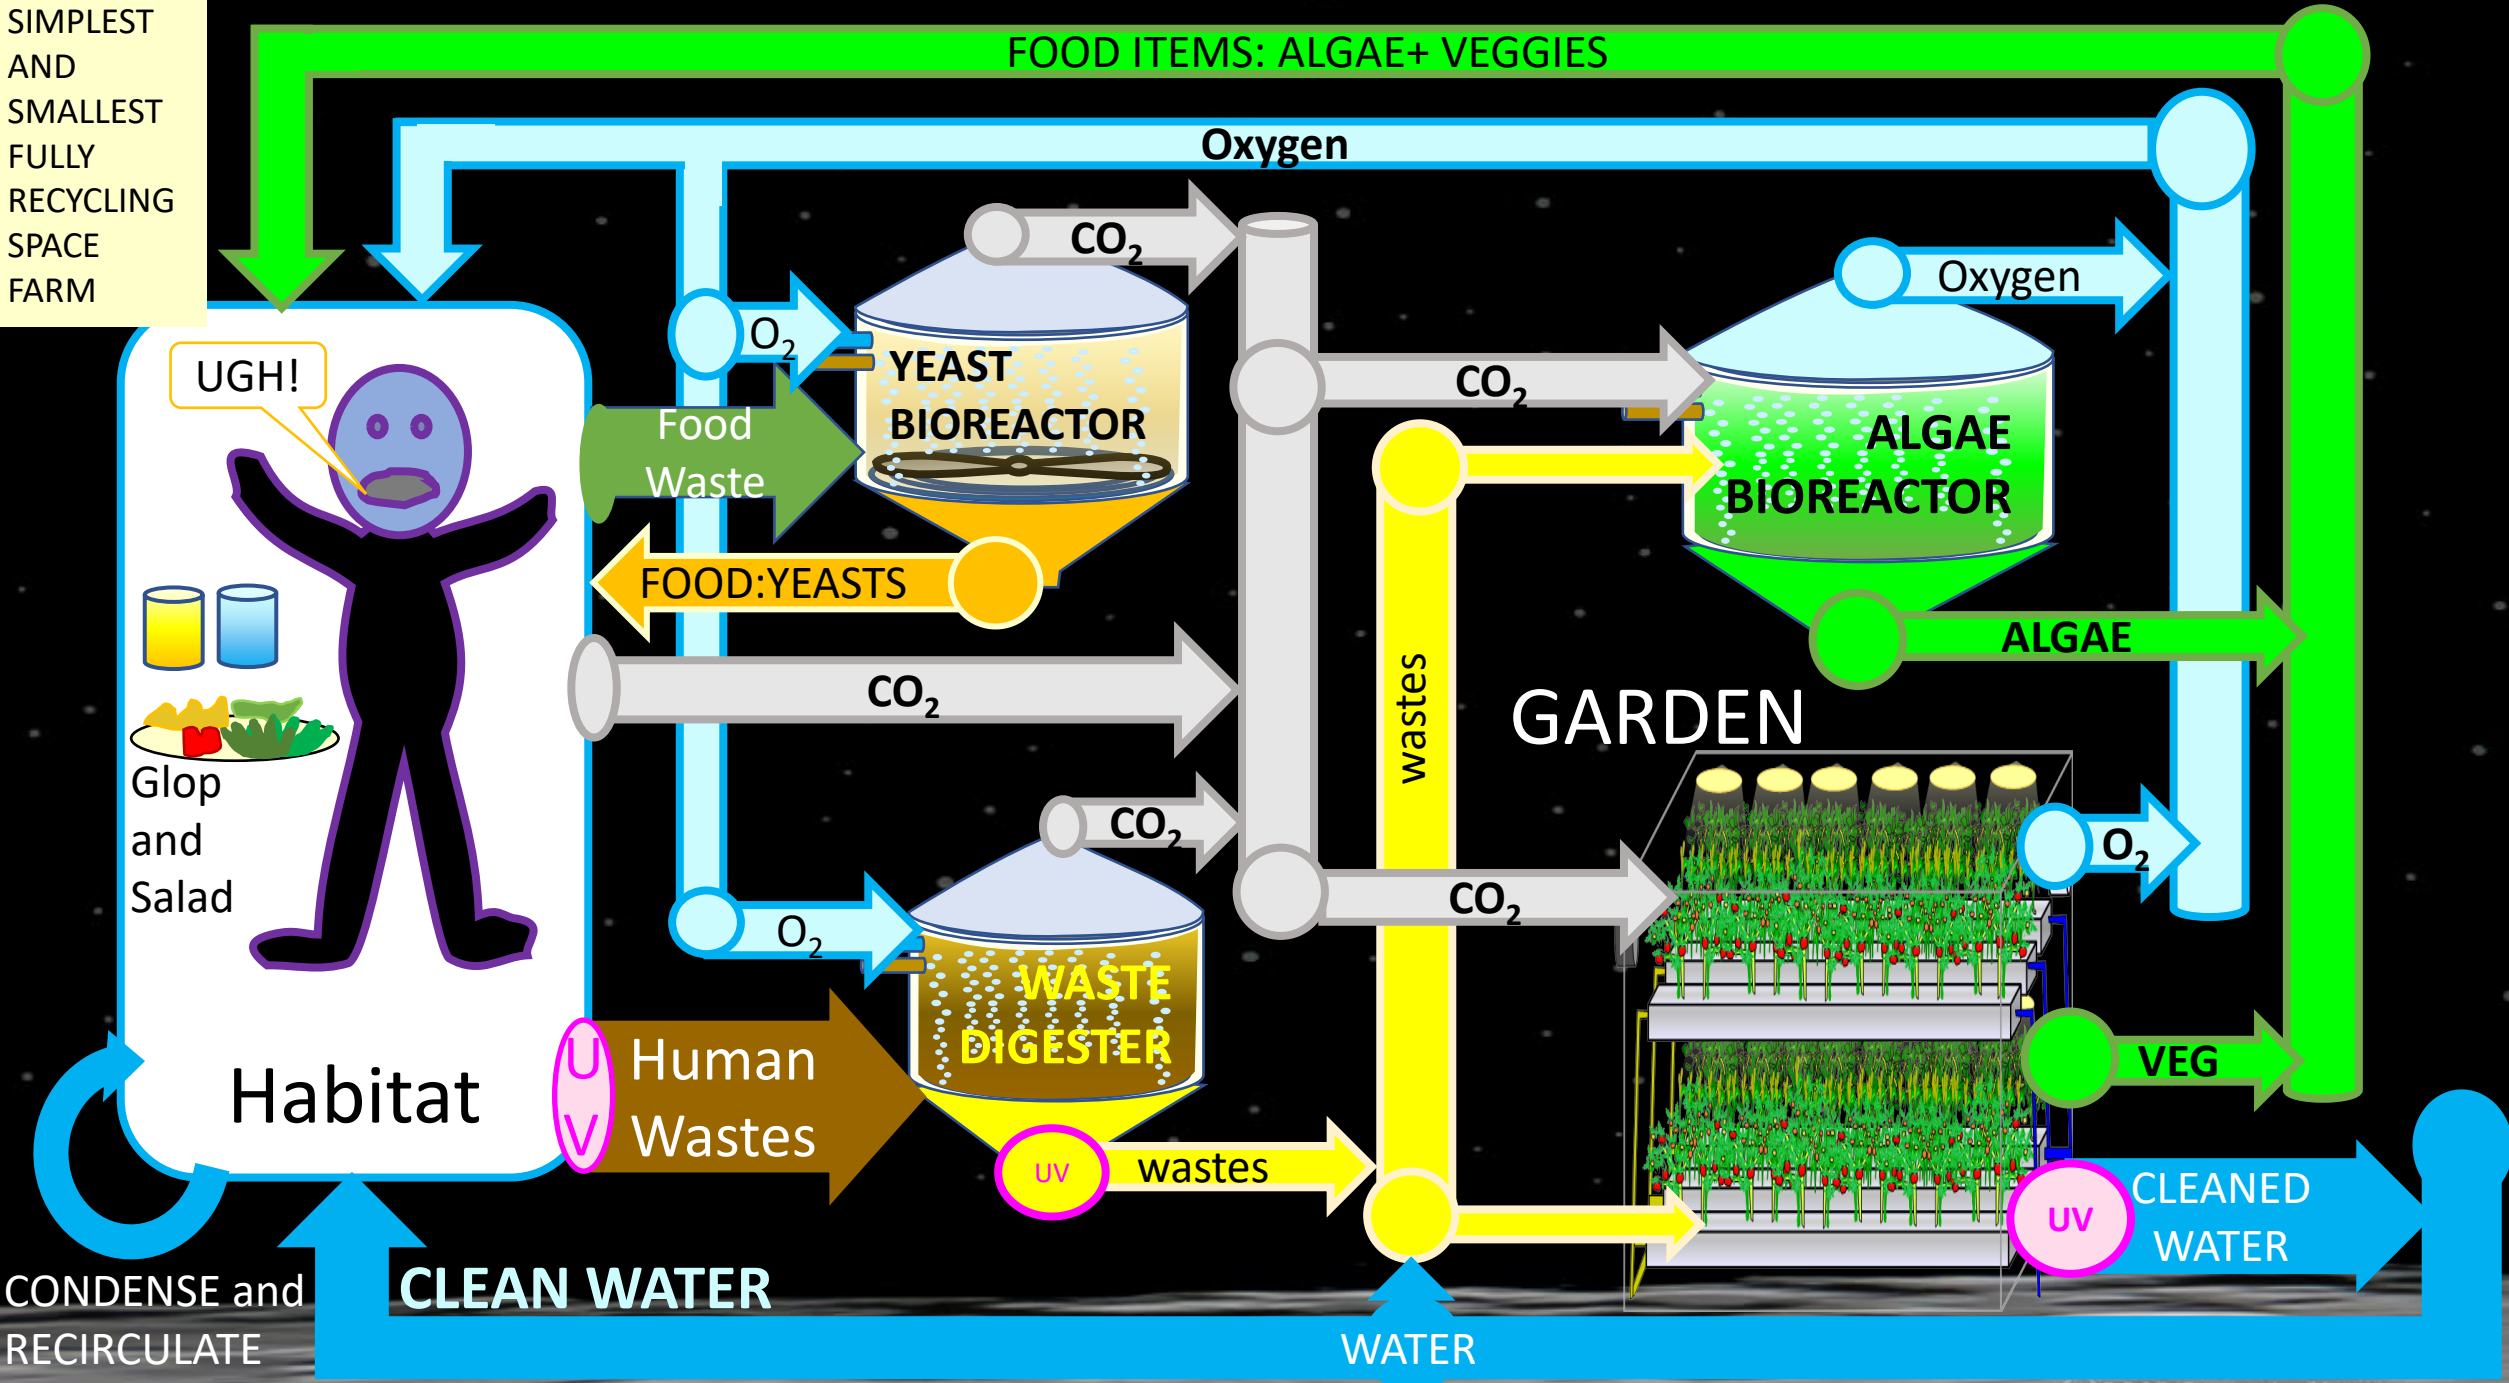 SIMPLEST
AND
SMALLEST
FULLY
RECYCLING
SPACE
FARM
FOOD ITEMS: ALGAE+ VEGGIES
Oxygen
CO₂
Oxygen
O₂
YEAST
BIOREACTOR
UGH!
CO₂
Food
Waste
ALGAE
BIOREACTOR
FOOD:YEASTS
ALGAE
CO₂
wastes
GARDEN
Glop
and
Salad
CO₂
O₂
CO₂
O₂
WASTE
DIGESTER
Habitat
U
V
Human
Wastes
VEG
UV
wastes
UV
CLEANED
WATER
CONDENSE and
RECIRCULATE
CLEAN WATER
WATER